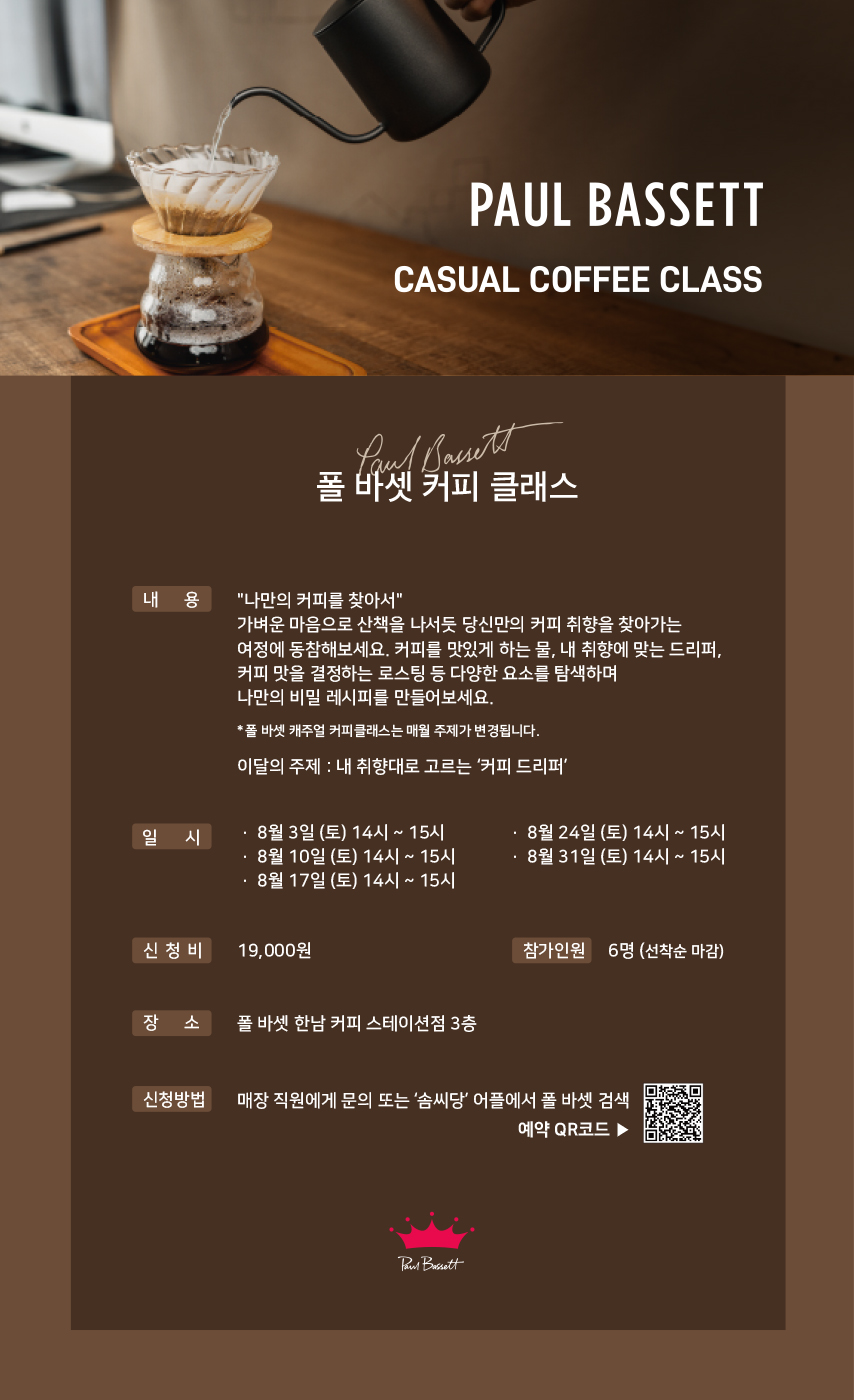 PAUL BASSETT
CASUAL COFFEE CLASS
Paul Bassett
폴 바셋 커피 클래스
내 용
"나만의 커피를 찾아서"
가벼운 마음으로 산책을 나서듯 당신만의 커피 취향을 찾아가는
여정에 동참해보세요. 커피를 맛있게 하는 물, 내 취향에 맞는 드리퍼,
커피 맛을 결정하는 로스팅 등 다양한 요소를 탐색하며
나만의 비밀 레시피를 만들어보세요.
*폴 바셋 캐주얼 커피클래스는 매월 주제가 변경됩니다.
이달의 주제 : 내 취향대로 고르는 ‘커피 드리퍼’
일 시
· 8월 3일 (토) 14시 ~ 15시
· 8월 10일 (토) 14시 ~ 15시
· 8월 17일 (토) 14시 ~ 15시
· 8월 24일 (토) 14시 ~ 15시
· 8월 31일 (토) 14시 ~ 15시
신 청 비 19,000원
참가인원 6명 (선착순 마감)
장 소 폴 바셋 한남 커피 스테이션점 3층
신청방법 매장 직원에게 문의 또는 ‘솜씨당’ 어플에서 폴 바셋 검색
예약 QR코드 ▶
Paul Bassett